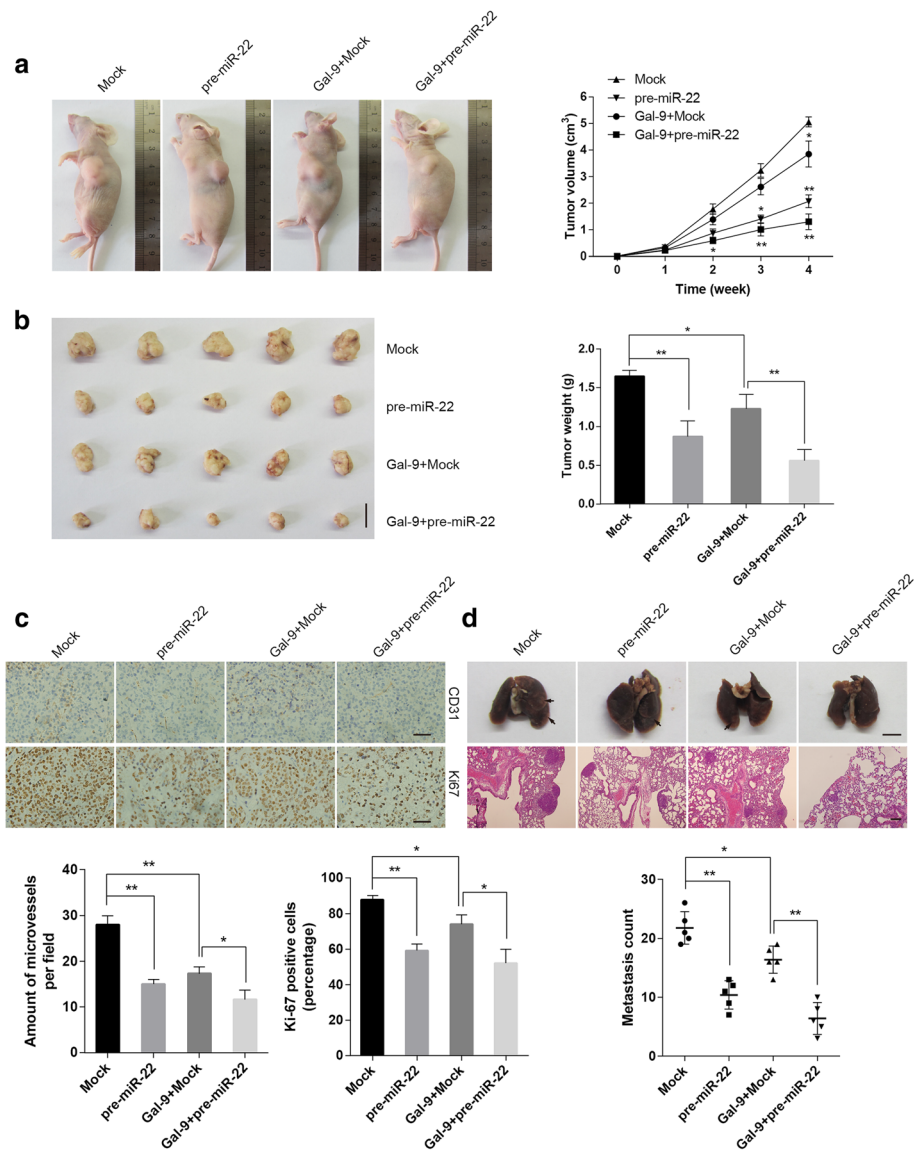 a
Mock
pre-miR-22
Gal-9+Mock
Gal-9+pre-miR-22
Mock
pre-miR-22
Gal-9+Mock
Gal-9+pre-miR-22
Tumor volume (cm3)
6
5
4
3
2
1
0
* * ** * ** **
0 1 2 3 4
Time (week)
b
Mock
pre-miR-22
Gal-9+Mock
Gal-9+pre-miR-22
Tumor weight (g)
2.0
1.5
1.0
0.5
0.0
*
**
**
Mock
pre-miR-22
Gal-9+Mock
Gal-9+pre-miR-22
c
Mock
pre-miR-22
Gal-9+Mock
Gal-9+pre-miR-22
CD31
Ki67
d
Mock
pre-miR-22
Gal-9+Mock
Gal-9+pre-miR-22
Amount of microvessels
per field
40
30
20
10
0
**
**
*
Mock
pre-miR-22
Gal-9+Mock
Gal-9+pre-miR-22
Ki-67 positive cells
(percentage)
100
80
60
40
20
0
*
**
*
Mock
pre-miR-22
Gal-9+Mock
Gal-9+pre-miR-22
Metastasis count
30
20
10
0
*
**
**
Mock
pre-miR-22
Gal-9+Mock
Gal-9+pre-miR-22